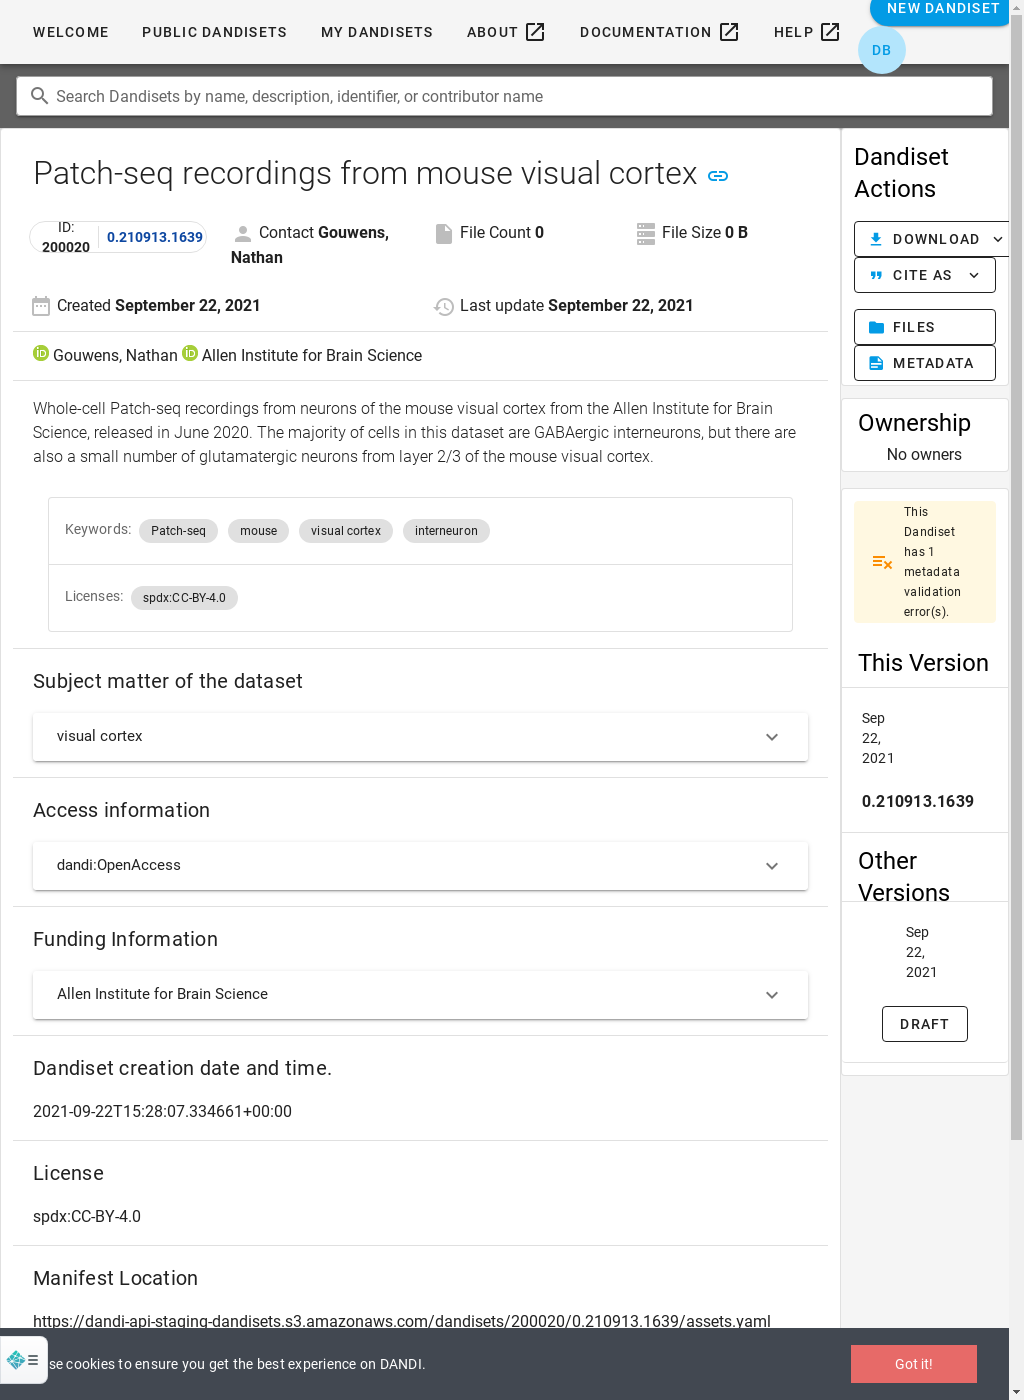 WELCOME
PUBLIC DANDISETS
MY DANDISETS
ABOUT
DOCUMENTATION
HELP
NEW DANDISET
DB
Search Dandisets by name, description, identifier, or contributor name
Patch-seq recordings from mouse visual cortex
ID:
200020
0.210913.1639
Contact Gouwens,
Nathan
File Count 0
File Size 0 B
Created September 22, 2021
Last update September 22, 2021
iD Gouwens, Nathan iD Allen Institute for Brain Science
Whole-cell Patch-seq recordings from neurons of the mouse visual cortex from the Allen Institute for Brain
Science, released in June 2020. The majority of cells in this dataset are GABAergic interneurons, but there are
also a small number of glutamatergic neurons from layer 2/3 of the mouse visual cortex.
Keywords: Patch-seq mouse visual cortex interneuron
Licenses: spdx:CC-BY-4.0
Subject matter of the dataset
visual cortex
Access information
dandi:OpenAccess
Funding Information
Allen Institute for Brain Science
Dandiset creation date and time.
2021-09-22T15:28:07.334661+00:00
License
spdx:CC-BY-4.0
Manifest Location
https://dandi-api-staging-dandisets.s3.amazonaws.com/dandisets/200020/0.210913.1639/assets.yaml
Dandiset
Actions
DOWNLOAD
CITE AS
FILES
METADATA
Ownership
No owners
This
Dandiset
has 1
metadata
validation
error(s).
This Version
Sep
22,
2021
0.210913.1639
Other
Versions
Sep
22,
2021
DRAFT
se cookies to ensure you get the best experience on DANDI.
Got it!